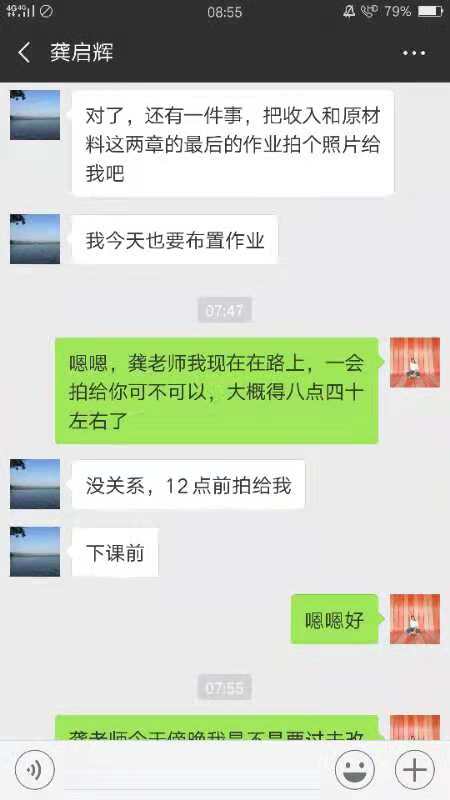 4G 4G 08:55 HD 79%
龚启辉
对了，还有一件事，把收入和原材
料这两章的最后的作业拍个照片给
我吧
我今天也要布置作业
07:47
嗯嗯，龚老师我现在在路上，一会
拍给你可不可以，大概得八点四十
左右了
没关系，12点前拍给我
下课前
嗯嗯好
07:55
龚老师今天傍晚我是不是要过去改